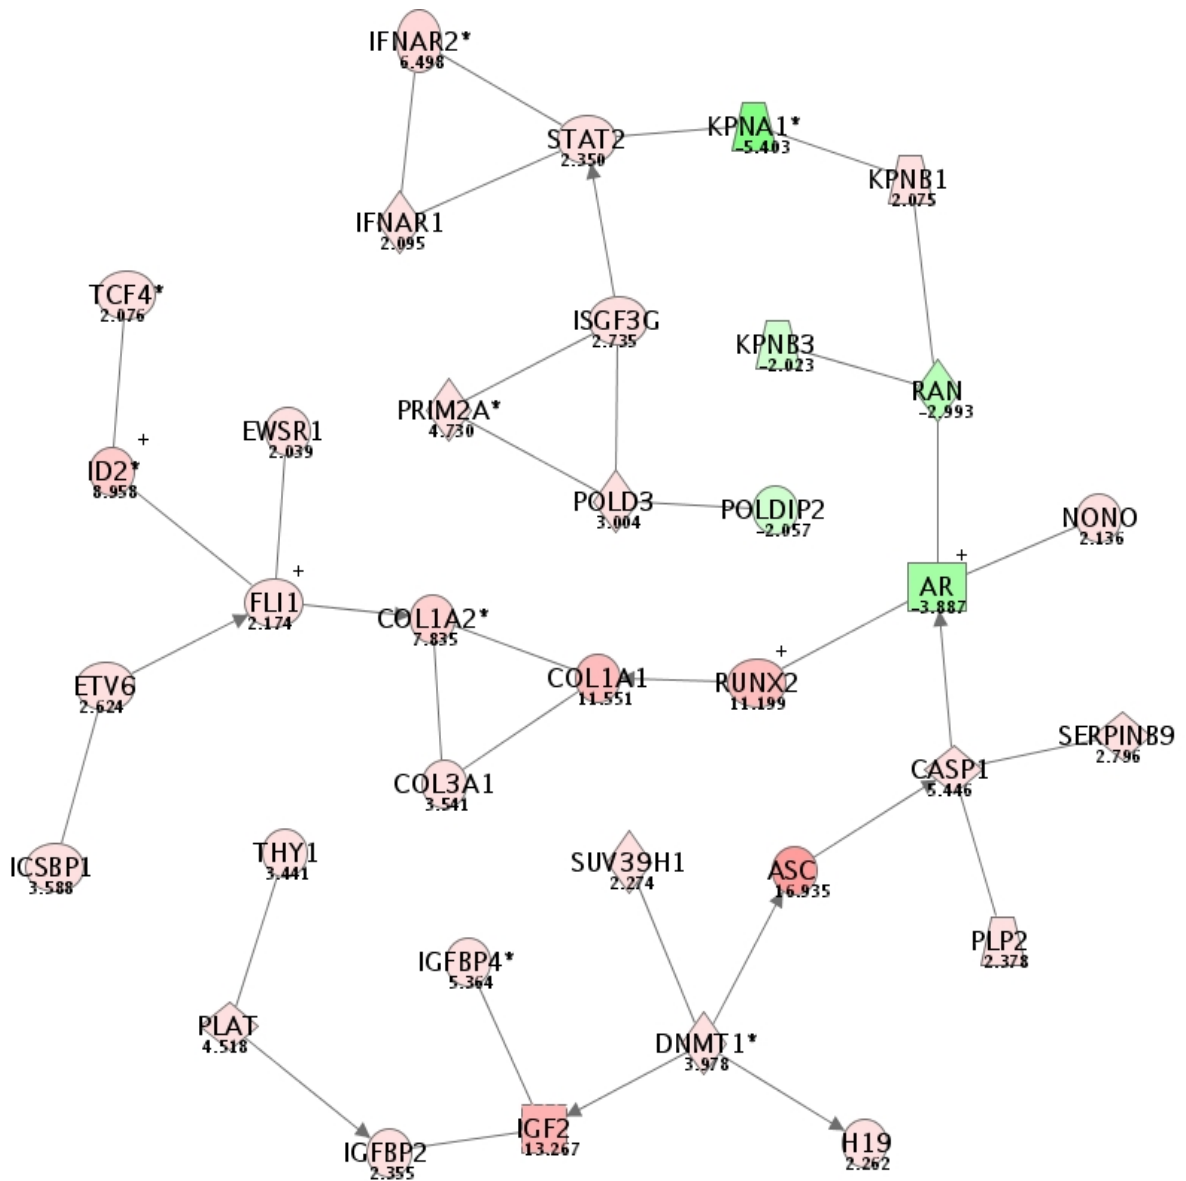 IFNAR2*
6.498
STAT2
2.350
KPNA1*
-5.403
KPNB1
2.075
IFNAR1
2.095
TCF4*
2.076
ISGF3G
2.735
KPNB3
-2.023
RAN
-2.993
PRIM2A*
4.730
EWSR1
2.039
+
ID2*
8.958
POLD3
3.004
POLDIP2
-2.057
NONO
2.136
+
AR
-3.887
+
FLI1
2.174
COL1A2*
7.835
+
COL1A1
11.551
RUNX2
11.199
ETV6
2.624
SERPINB9
2.796
CASP1
5.446
COL3A1
3.541
THY1
3.441
ICSBP1
3.588
SUV39H1
2.274
ASC
16.935
PLP2
2.378
IGFBP4*
5.364
PLAT
4.518
DNMT1*
3.978
IGF2
13.267
IGFBP2
2.355
H19
2.262